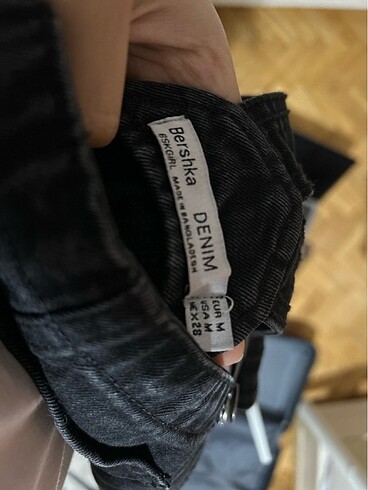 Bershka DENIM
BSKGIRL MADE IN BANGLADESH
EUR M
USA M
MEX 28